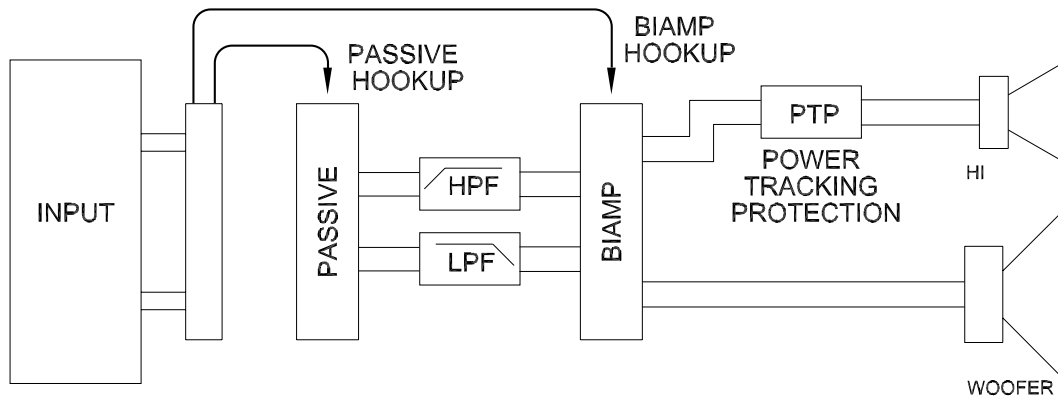 BIAMP
HOOKUP
PASSIVE
HOOKUP
INPUT
PASSIVE
HPF
LPF
BIAMP
PTP
POWER
TRACKING
PROTECTION
HI
WOOFER